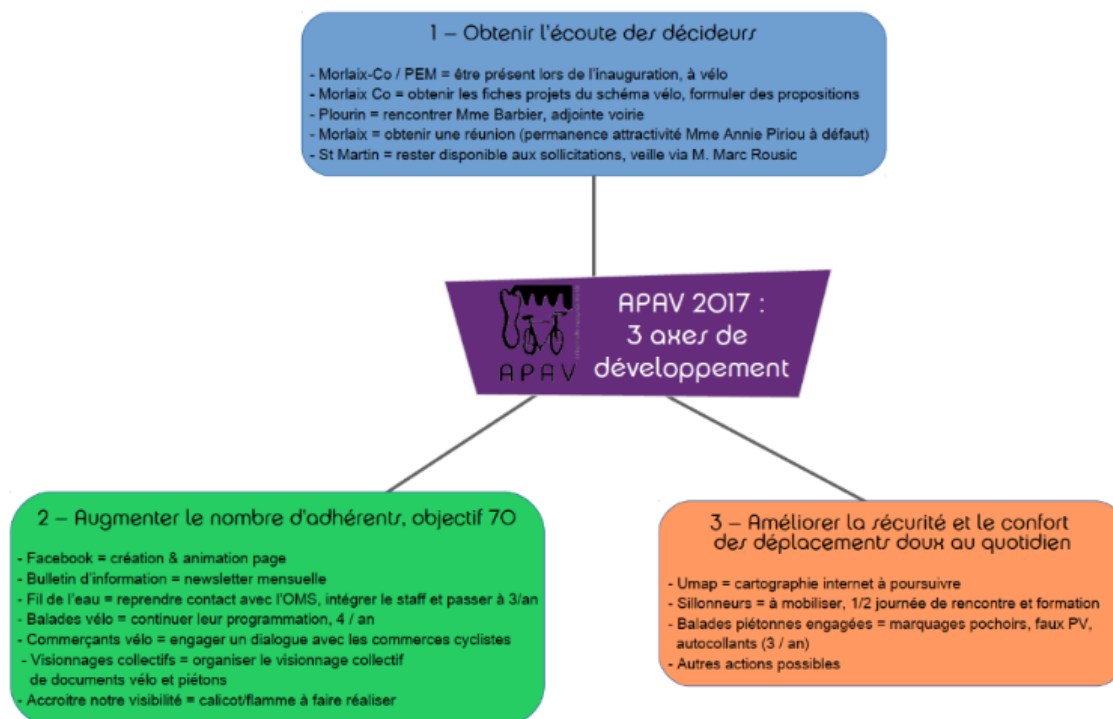 1 – Obtenir l'écoute des décideurs
- Morlaix-Co / PEM = être présent lors de l'inauguration, à vélo
- Morlaix Co = obtenir les fiches projets du schéma vélo, formuler des propositions
- Plourin = rencontrer Mme Barbier, adjointe voirie
- Morlaix = obtenir une réunion (permanence attractivité Mme Annie Piriou à défaut)
- St Martin = rester disponible aux sollicitations, veille via M. Marc Rousic
APAV
APAV 2017 :
3 axes de
développement
2 – Augmenter le nombre d'adhérents, objectif 70
- Facebook = création & animation page
- Bulletin d'information = newsletter mensuelle
- Fil de l'eau = reprendre contact avec l'OMS, intégrer le staff et passer à 3/an
- Balades vélo = continuer leur programmation, 4 / an
- Commerçants vélo = engager un dialogue avec les commerces cyclistes
- Visionnages collectifs = organiser le visionnage collectif
de documents vélo et piétons
- Accroitre notre visibilité = calicot/flamme à faire réaliser
3 – Améliorer la sécurité et le confort
des déplacements doux au quotidien
- Umap = cartographie internet à poursuivre
- Sillonneurs = à mobiliser, 1/2 journée de rencontre et formation
- Balades piétonnes engagées = marquages pochoirs, faux PV,
autocollants (3 / an)
- Autres actions possibles